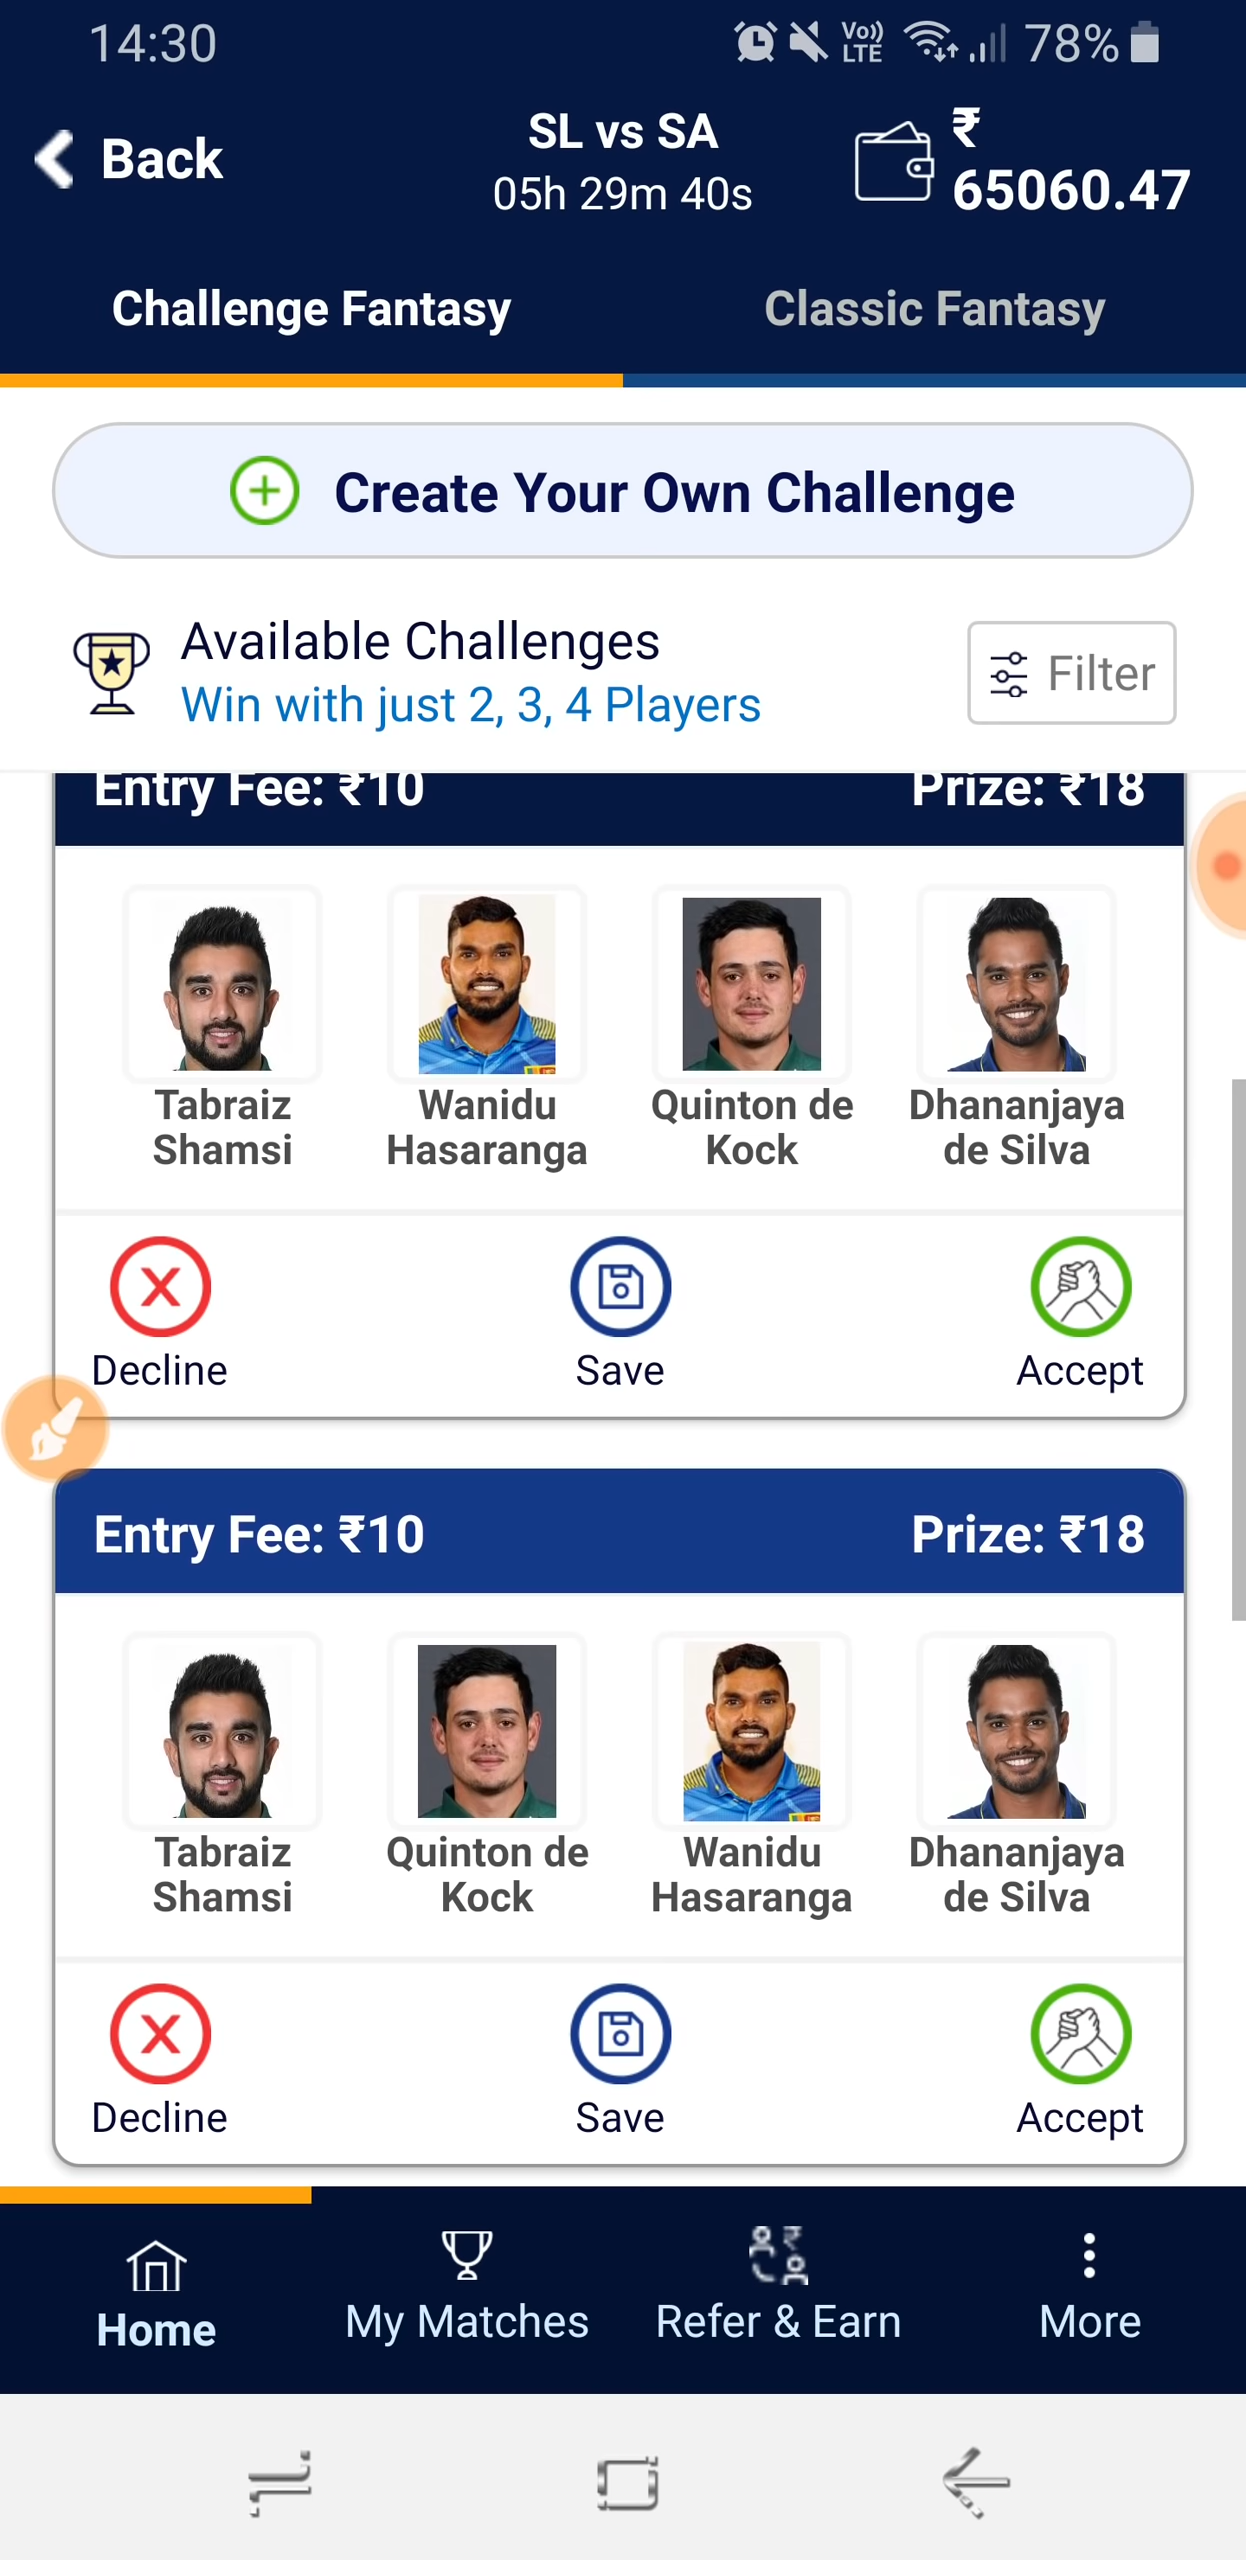 14:30
Vo)) LTE 78%
Back
SL vs SA
05h 29m 40s
₹
65060.47
Challenge Fantasy
Classic Fantasy
Create Your Own Challenge
Available Challenges
Win with just 2, 3, 4 Players
Filter
Entry Fee: ₹10
Prize: ₹18
Tabraiz
Shamsi
Wanidu
Hasaranga
Quinton de
Kock
Dhananjaya
de Silva
Decline
Save
Accept
Entry Fee: ₹10
Prize: ₹18
Tabraiz
Shamsi
Quinton de
Kock
Wanidu
Hasaranga
Dhananjaya
de Silva
Decline
Save
Accept
Home
My Matches
Refer & Earn
More